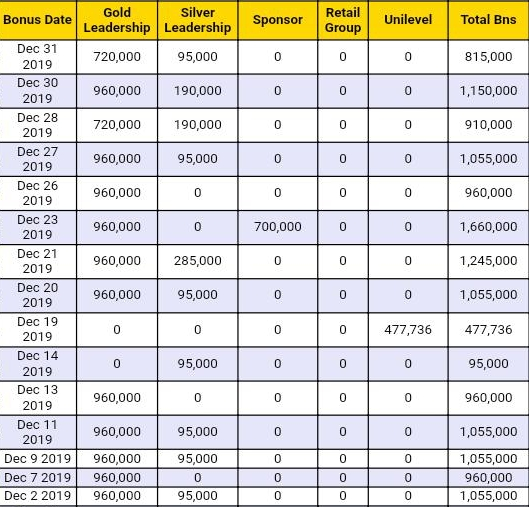 Bonus Date Gold Leadership Silver Leadership Sponsor Retail Group Unilevel Total Bns
Dec 31 2019 720,000 95,000 0 0 0 815,000
Dec 30 2019 960,000 190,000 0 0 0 1,150,000
Dec 28 2019 720,000 190,000 0 0 0 910,000
Dec 27 2019 960,000 95,000 0 0 0 1,055,000
Dec 26 2019 960,000 0 0 0 0 960,000
Dec 23 2019 960,000 0 700,000 0 0 1,660,000
Dec 21 2019 960,000 285,000 0 0 0 1,245,000
Dec 20 2019 960,000 95,000 0 0 0 1,055,000
Dec 19 2019 0 0 0 0 477,736 477,736
Dec 14 2019 0 95,000 0 0 0 95,000
Dec 13 2019 960,000 0 0 0 0 960,000
Dec 11 2019 960,000 95,000 0 0 0 1,055,000
Dec 9 2019 960,000 95,000 0 0 0 1,055,000
Dec 7 2019 960,000 0 0 0 0 960,000
Dec 2 2019 960,000 95,000 0 0 0 1,055,000